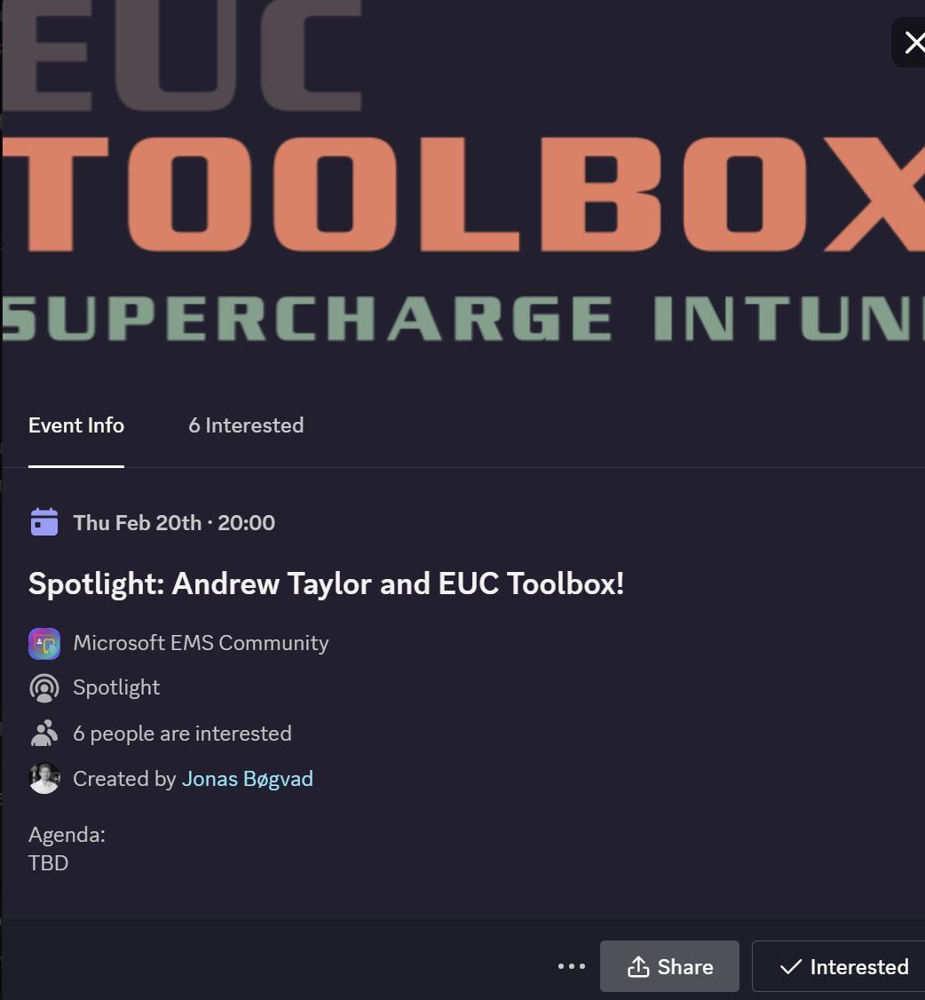 EUC
TOOLBOX
SUPERCHARGE INTUN
Event Info
6 Interested
Thu Feb 20th · 20:00
Spotlight: Andrew Taylor and EUC Toolbox!
Microsoft EMS Community
Spotlight
6 people are interested
Created by Jonas Bøgvad
Agenda:
TBD
Share
Interested